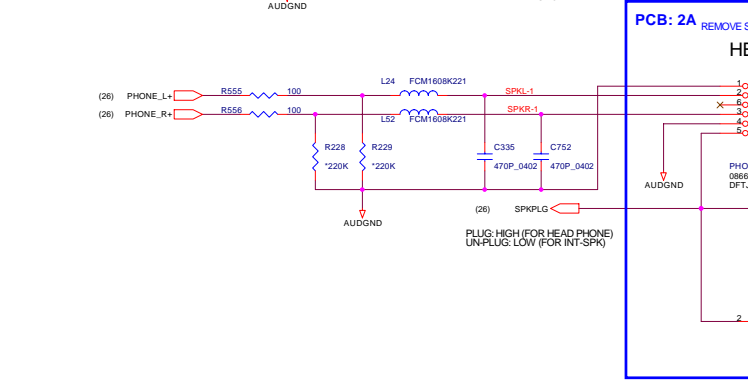 AUDGND
PCB: 2A REMOVE S
HE
L24 FCM1608K221
(26) PHONE_L+ R555 100 SPKL-1
(26) PHONE_R+ R556 100 SPKR-1
L52 FCM1608K221
1
2
6
3
4
5
R228 R229 C335 C752
*220K *220K 470P_0402 470P_0402
PHO
0866
DFTJ
AUDGND
(26) SPKPLG
AUDGND
PLUG: HIGH (FOR HEAD PHONE)
UN-PLUG: LOW (FOR INT-SPK)
2